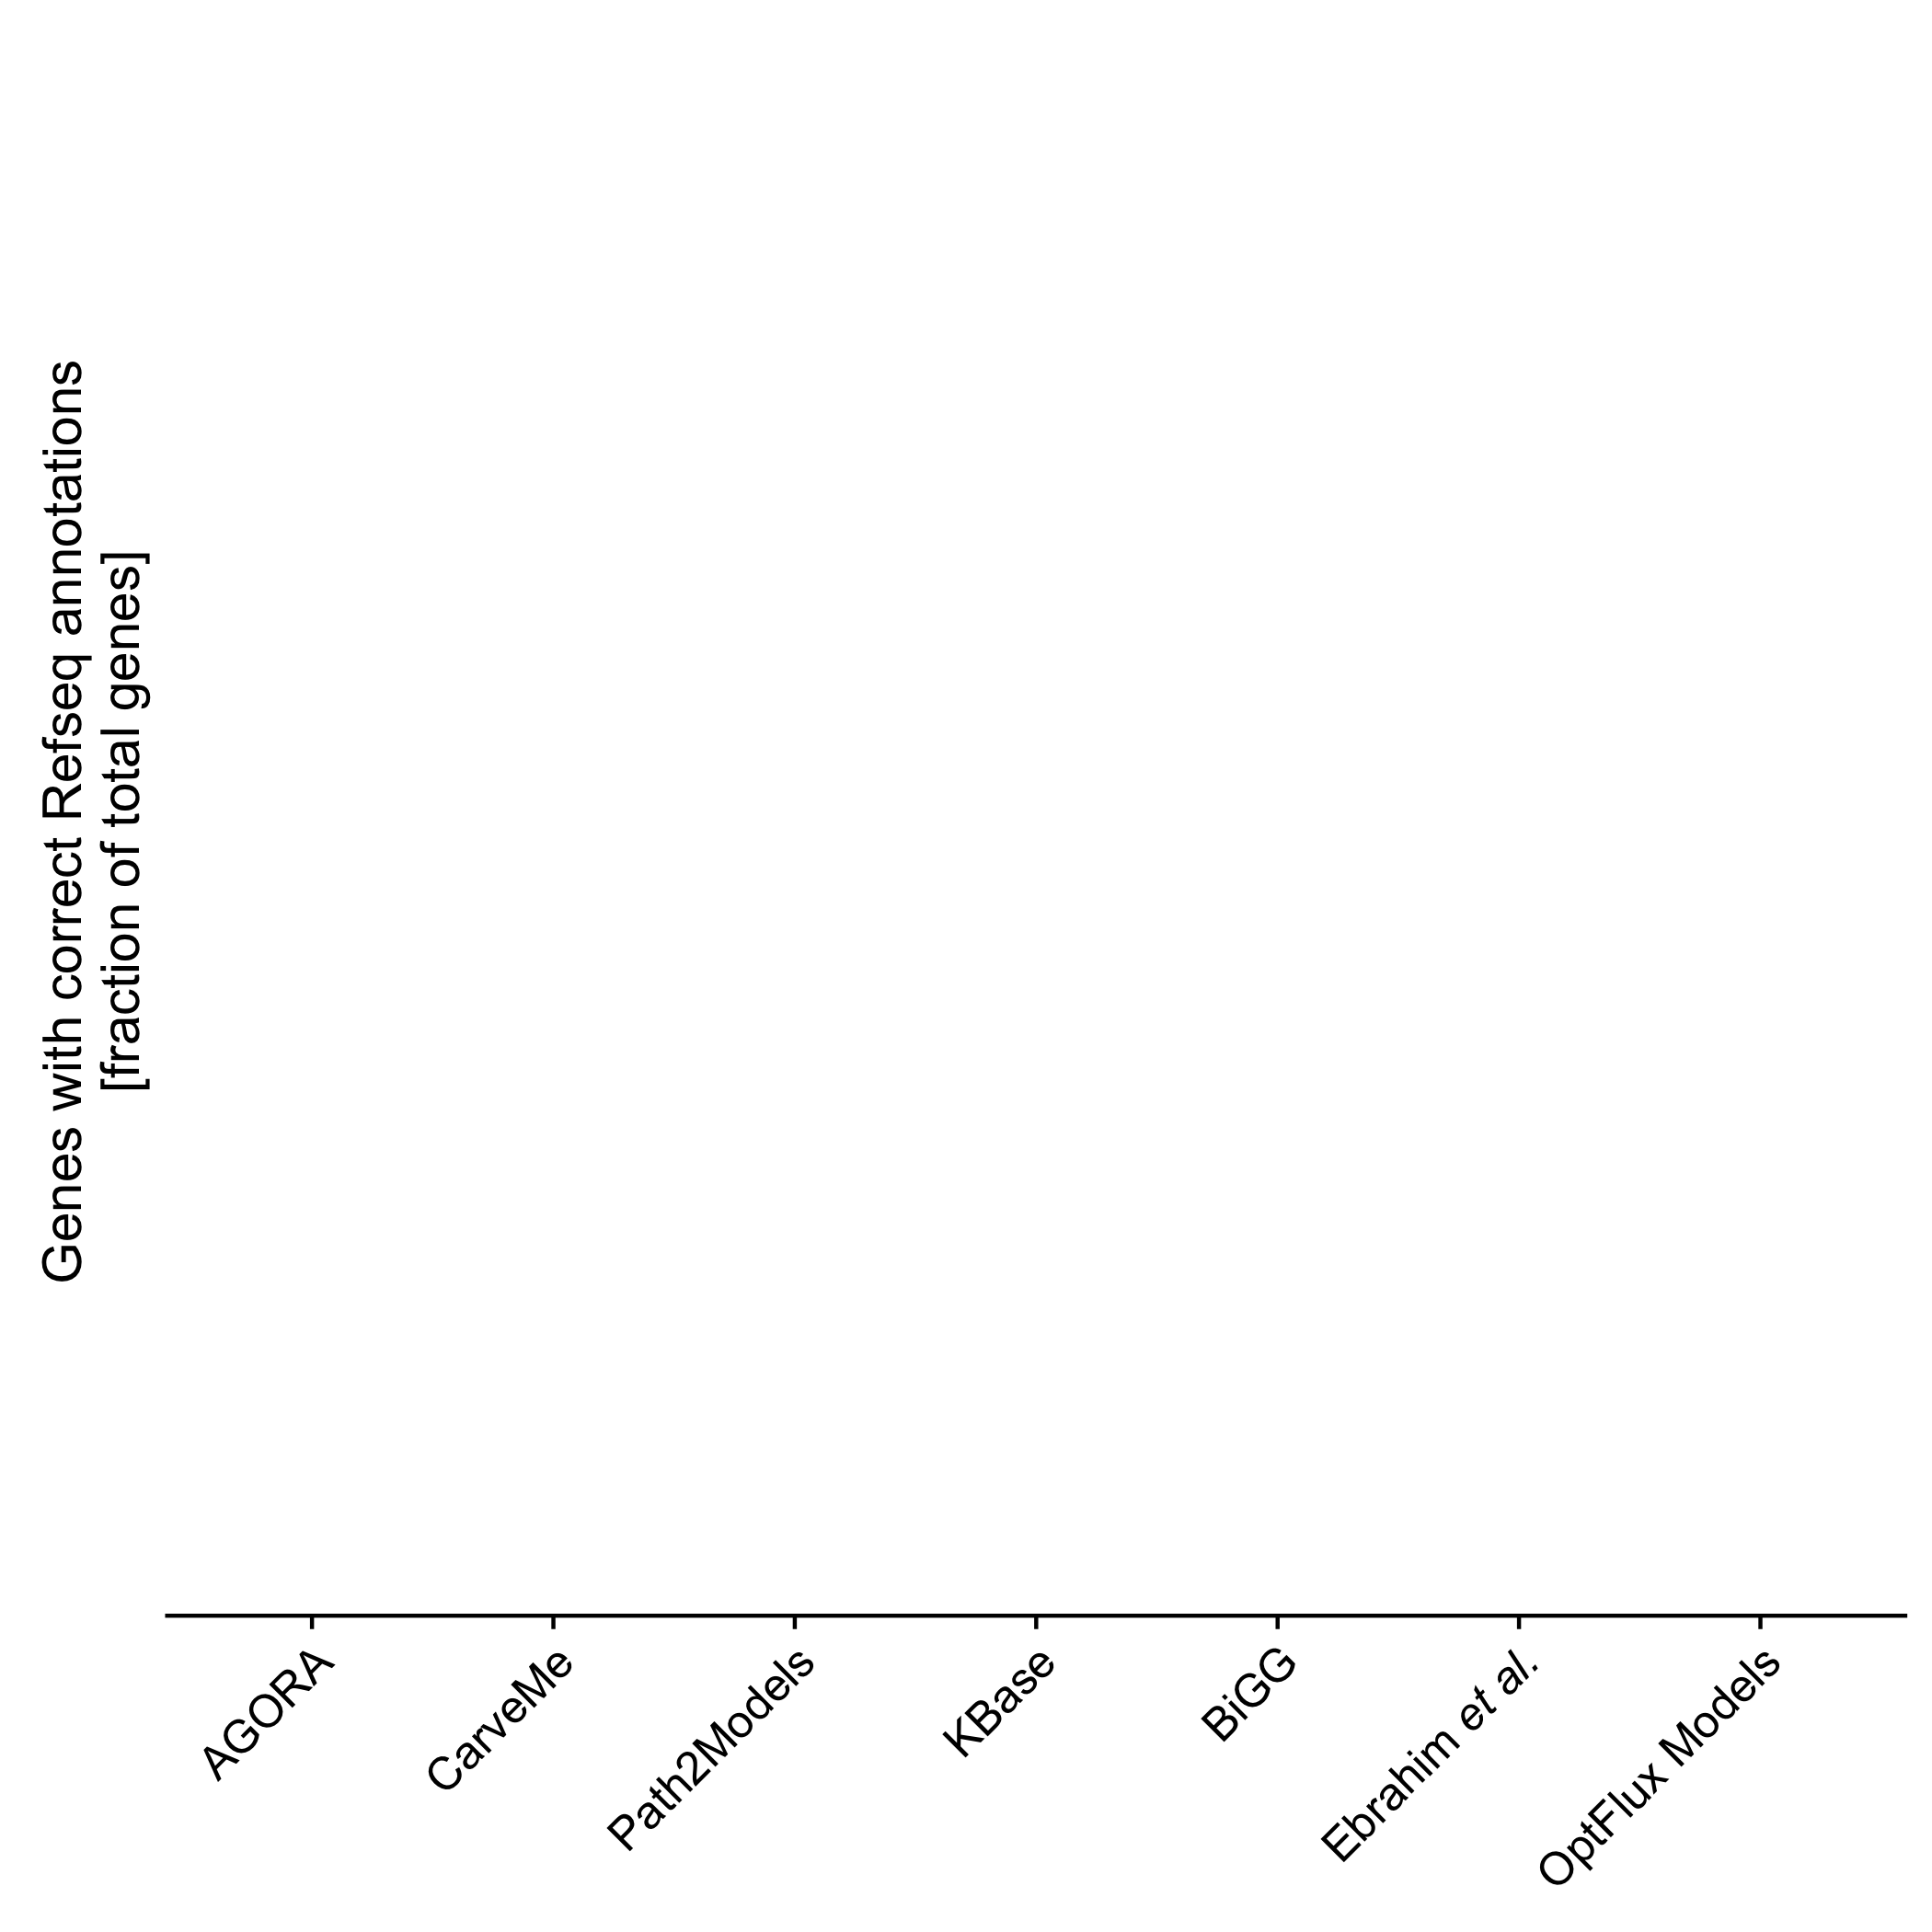 Genes with correct Refseq annotations
[fraction of total genes]
AGORA
CarveMe
Path2Models
KBase
BiGG
Ebrahim et al.
OptFlux Models